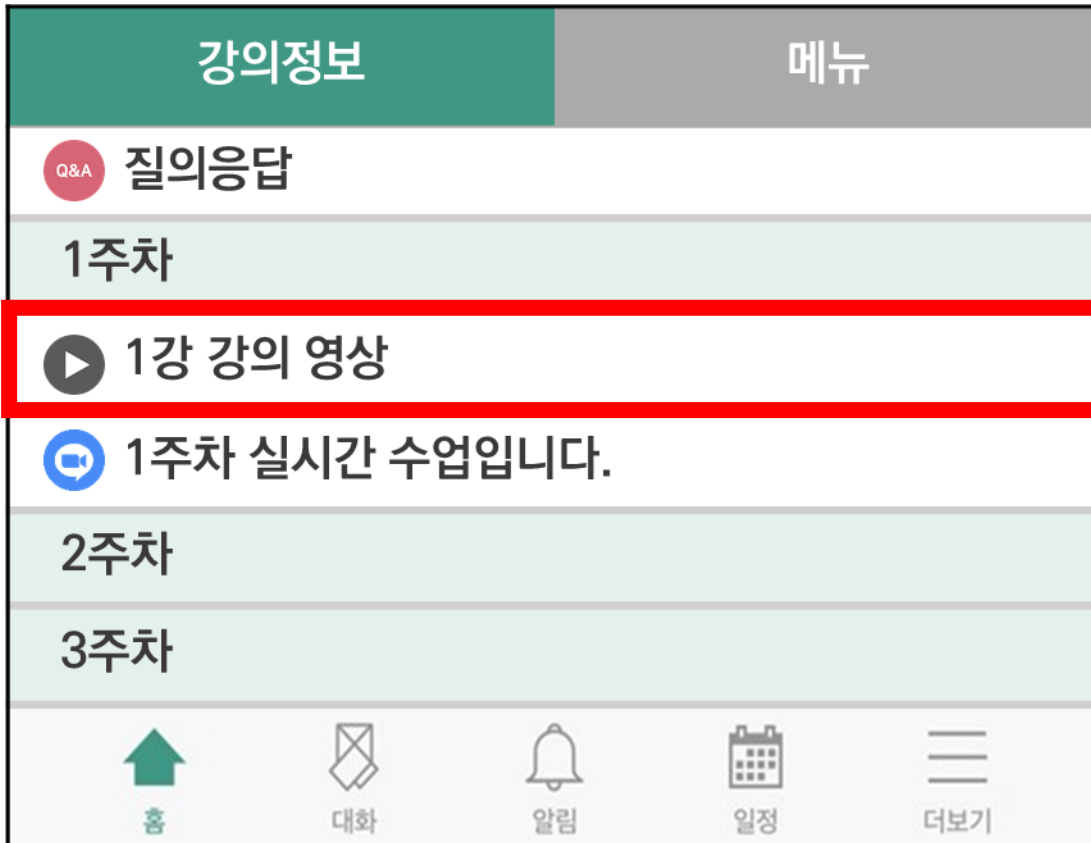 강의정보 메뉴
Q&A 질의응답
1주차
1강 강의 영상
1주차 실시간 수업입니다.
2주차
3주차
홈 대화 알림 일정 더보기